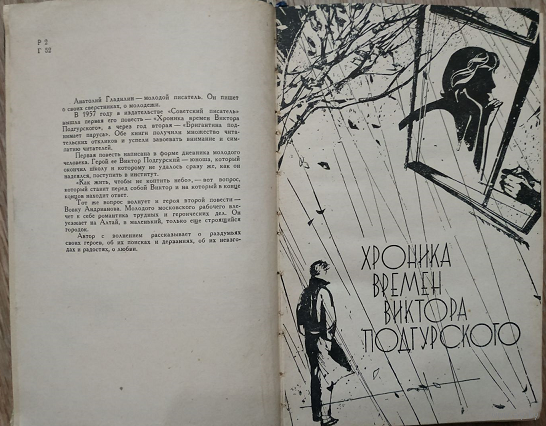 Р 2
Г 52
Анатолий Гладилин — молодой писатель. Он пишет
о своих сверстниках, о молодежи.
В 1957 году в издательстве «Советский писатель»
вышла первая его повесть — «Хроника времен Виктора
Подгурского», а через год вторая — «Бригантина под-
нимает паруса». Обе книги получили множество чита-
тельских откликов и успели завоевать внимание и сим-
патию читателей.
Первая повесть написана в форме дневника молодого
человека. Герой ее Виктор Подгурский — юноша, который
окончил школу и которому не удалось сразу же, как он
надеялся, поступить в институт.
«Как жить, чтобы не коптить небо», — вот вопрос,
который ставит перед собой Виктор и на который в конце
концов находит ответ.
Тот же вопрос волнует и героя второй повести —
Вовку Андрианова. Молодого московского рабочего вле-
чет к себе романтика трудных и героических дел. Он
уезжает на Алтай, в маленький, только еще строящийся
городок.
Автор с волнением рассказывает о раздумьях
своих героев, об их поисках и дерзаниях, об их невзго-
дах и радостях, о любви.
ХРОНИКА
ВРЕМЕН
ВИКТОРА
ПОДГУРСКОГО